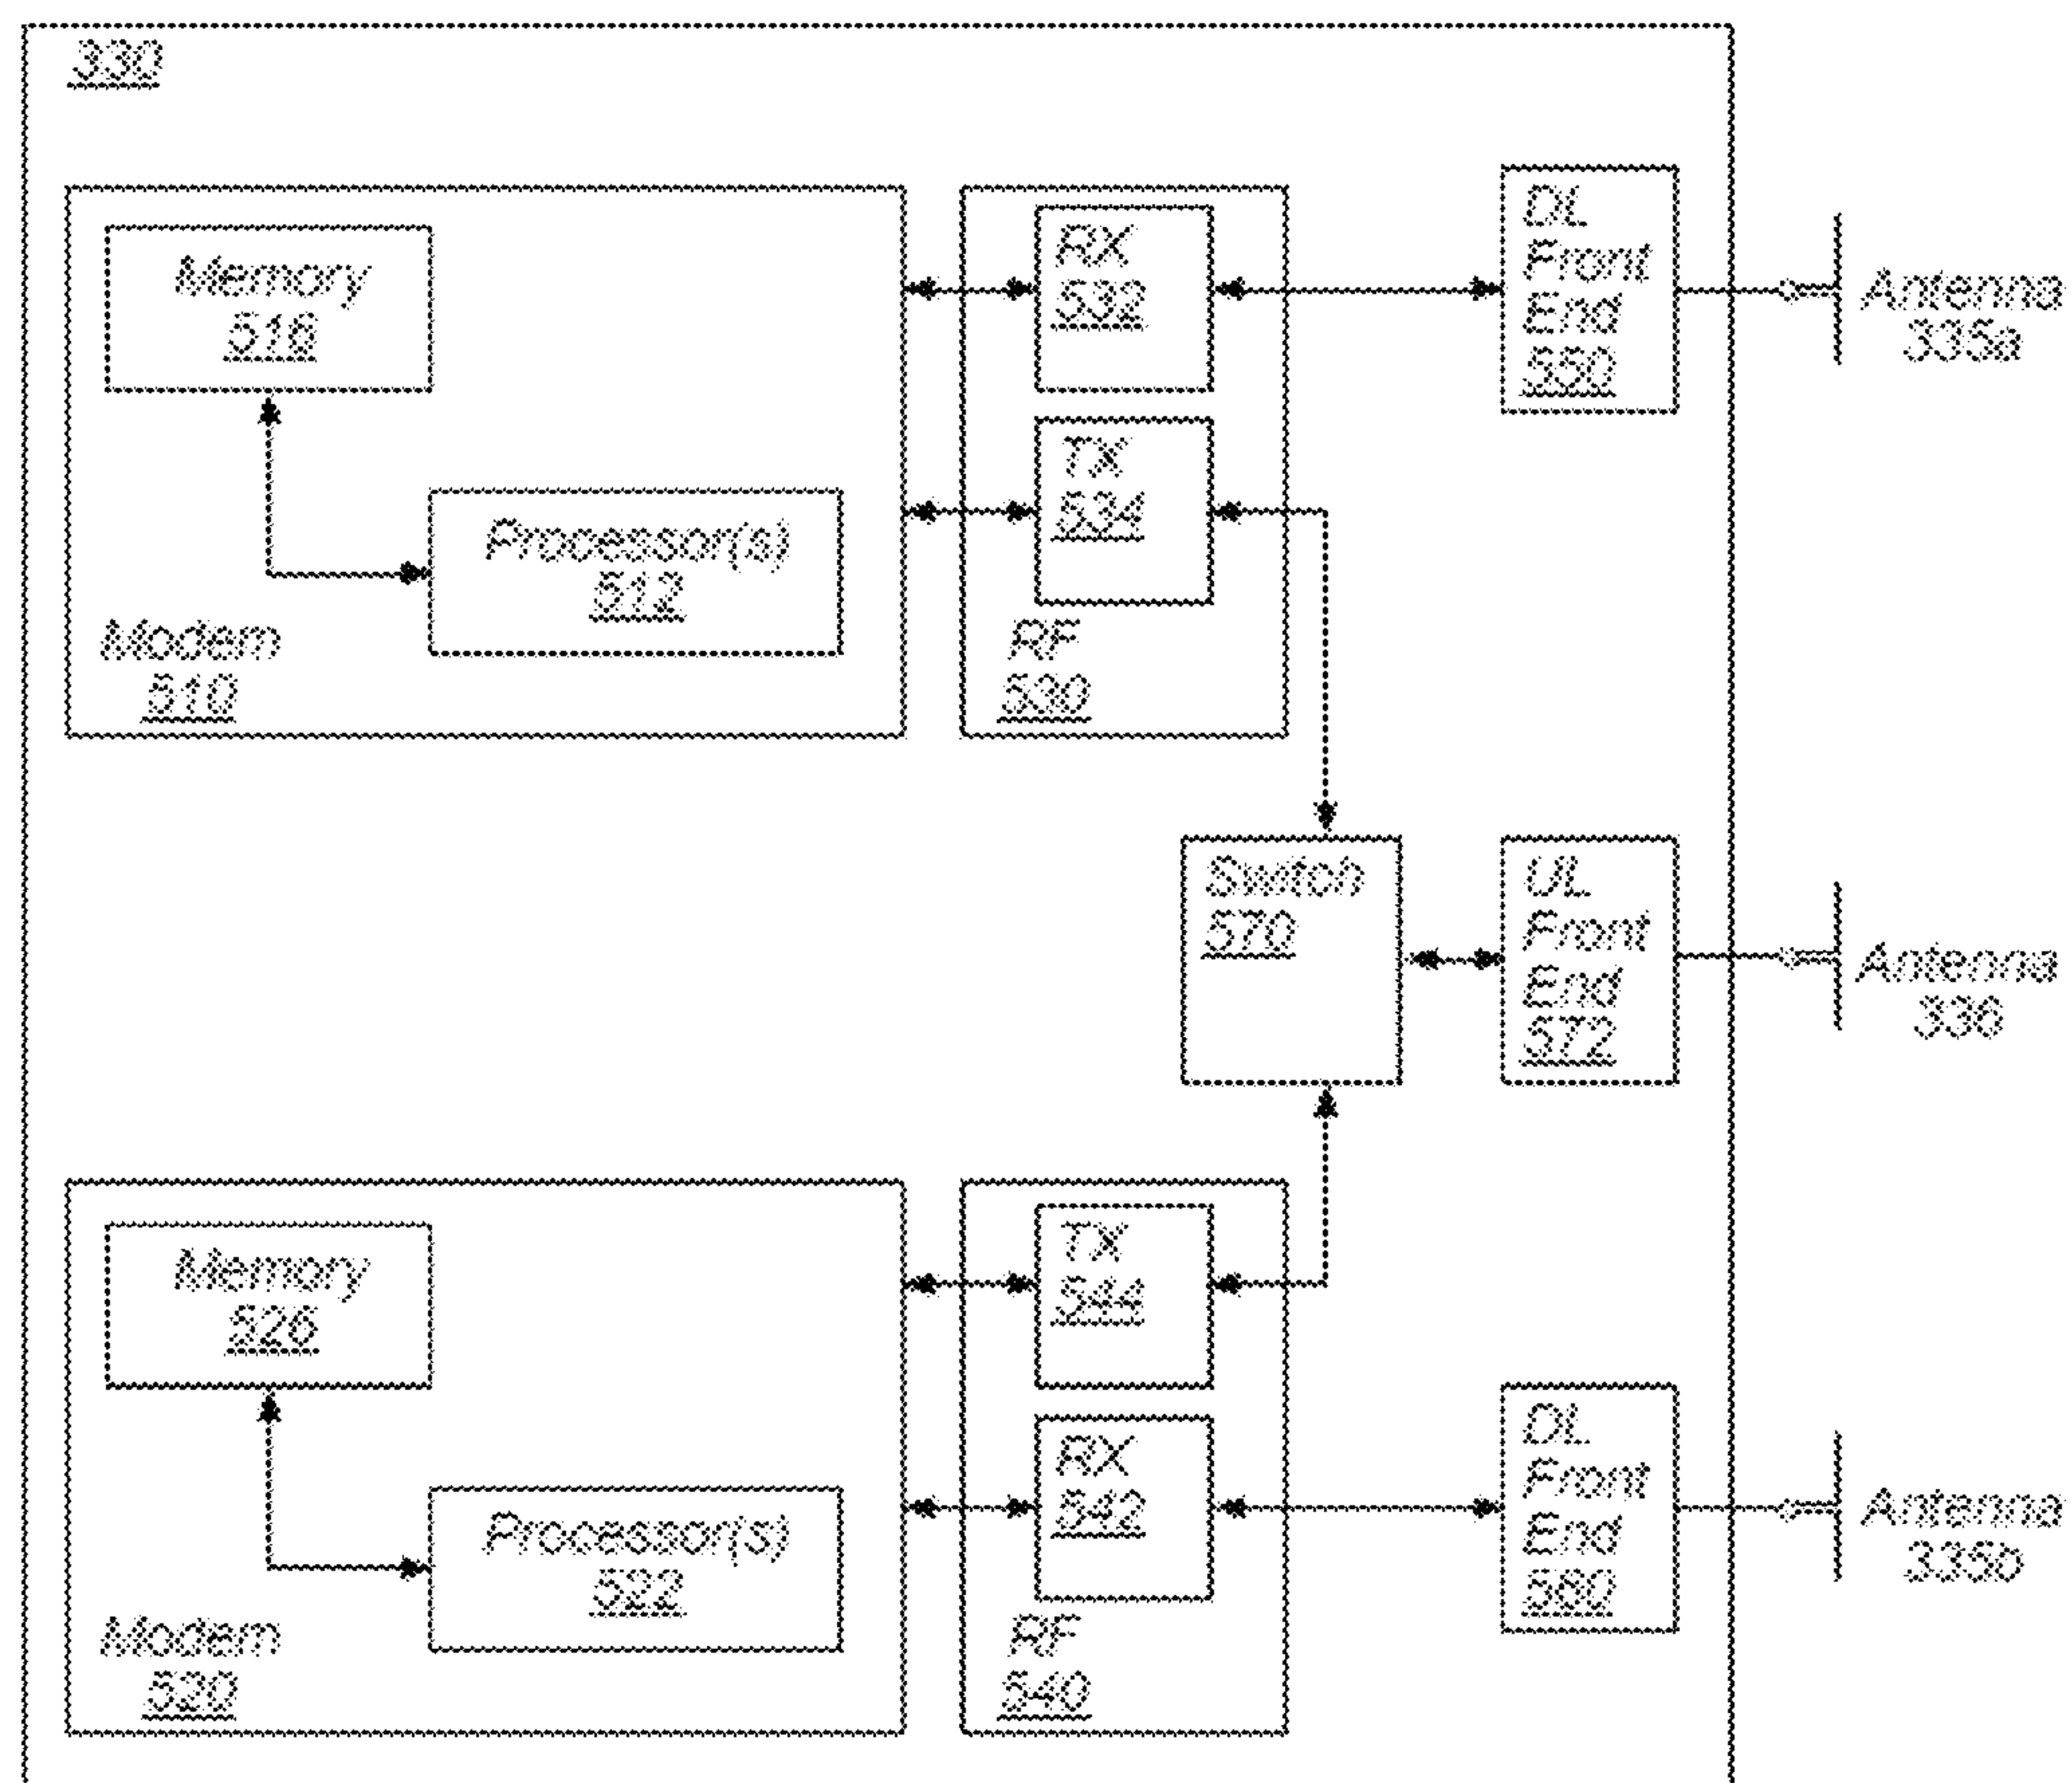 330
Memory
516
Processor(s)
512
Modem
510
RX
532
TX
534
RF
530
DL
Front
End
550
Antenna
335a
Switch
570
UL
Front
End
572
Antenna
336
Memory
526
Processor(s)
522
Modem
520
TX
544
RX
542
RF
540
DL
Front
End
560
Antenna
335b